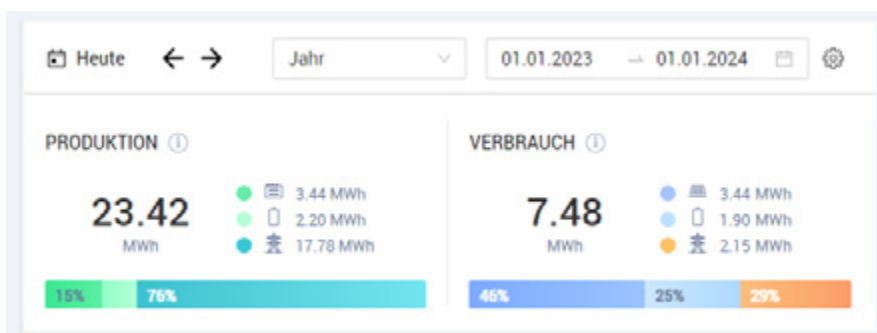 Heute
Jahr
01.01.2023
01.01.2024
PRODUKTION
23.42
MWh
3.44 MWh
2.20 MWh
17.78 MWh
15%
76%
VERBRAUCH
7.48
MWh
3.44 MWh
1.90 MWh
2.15 MWh
46%
25%
29%